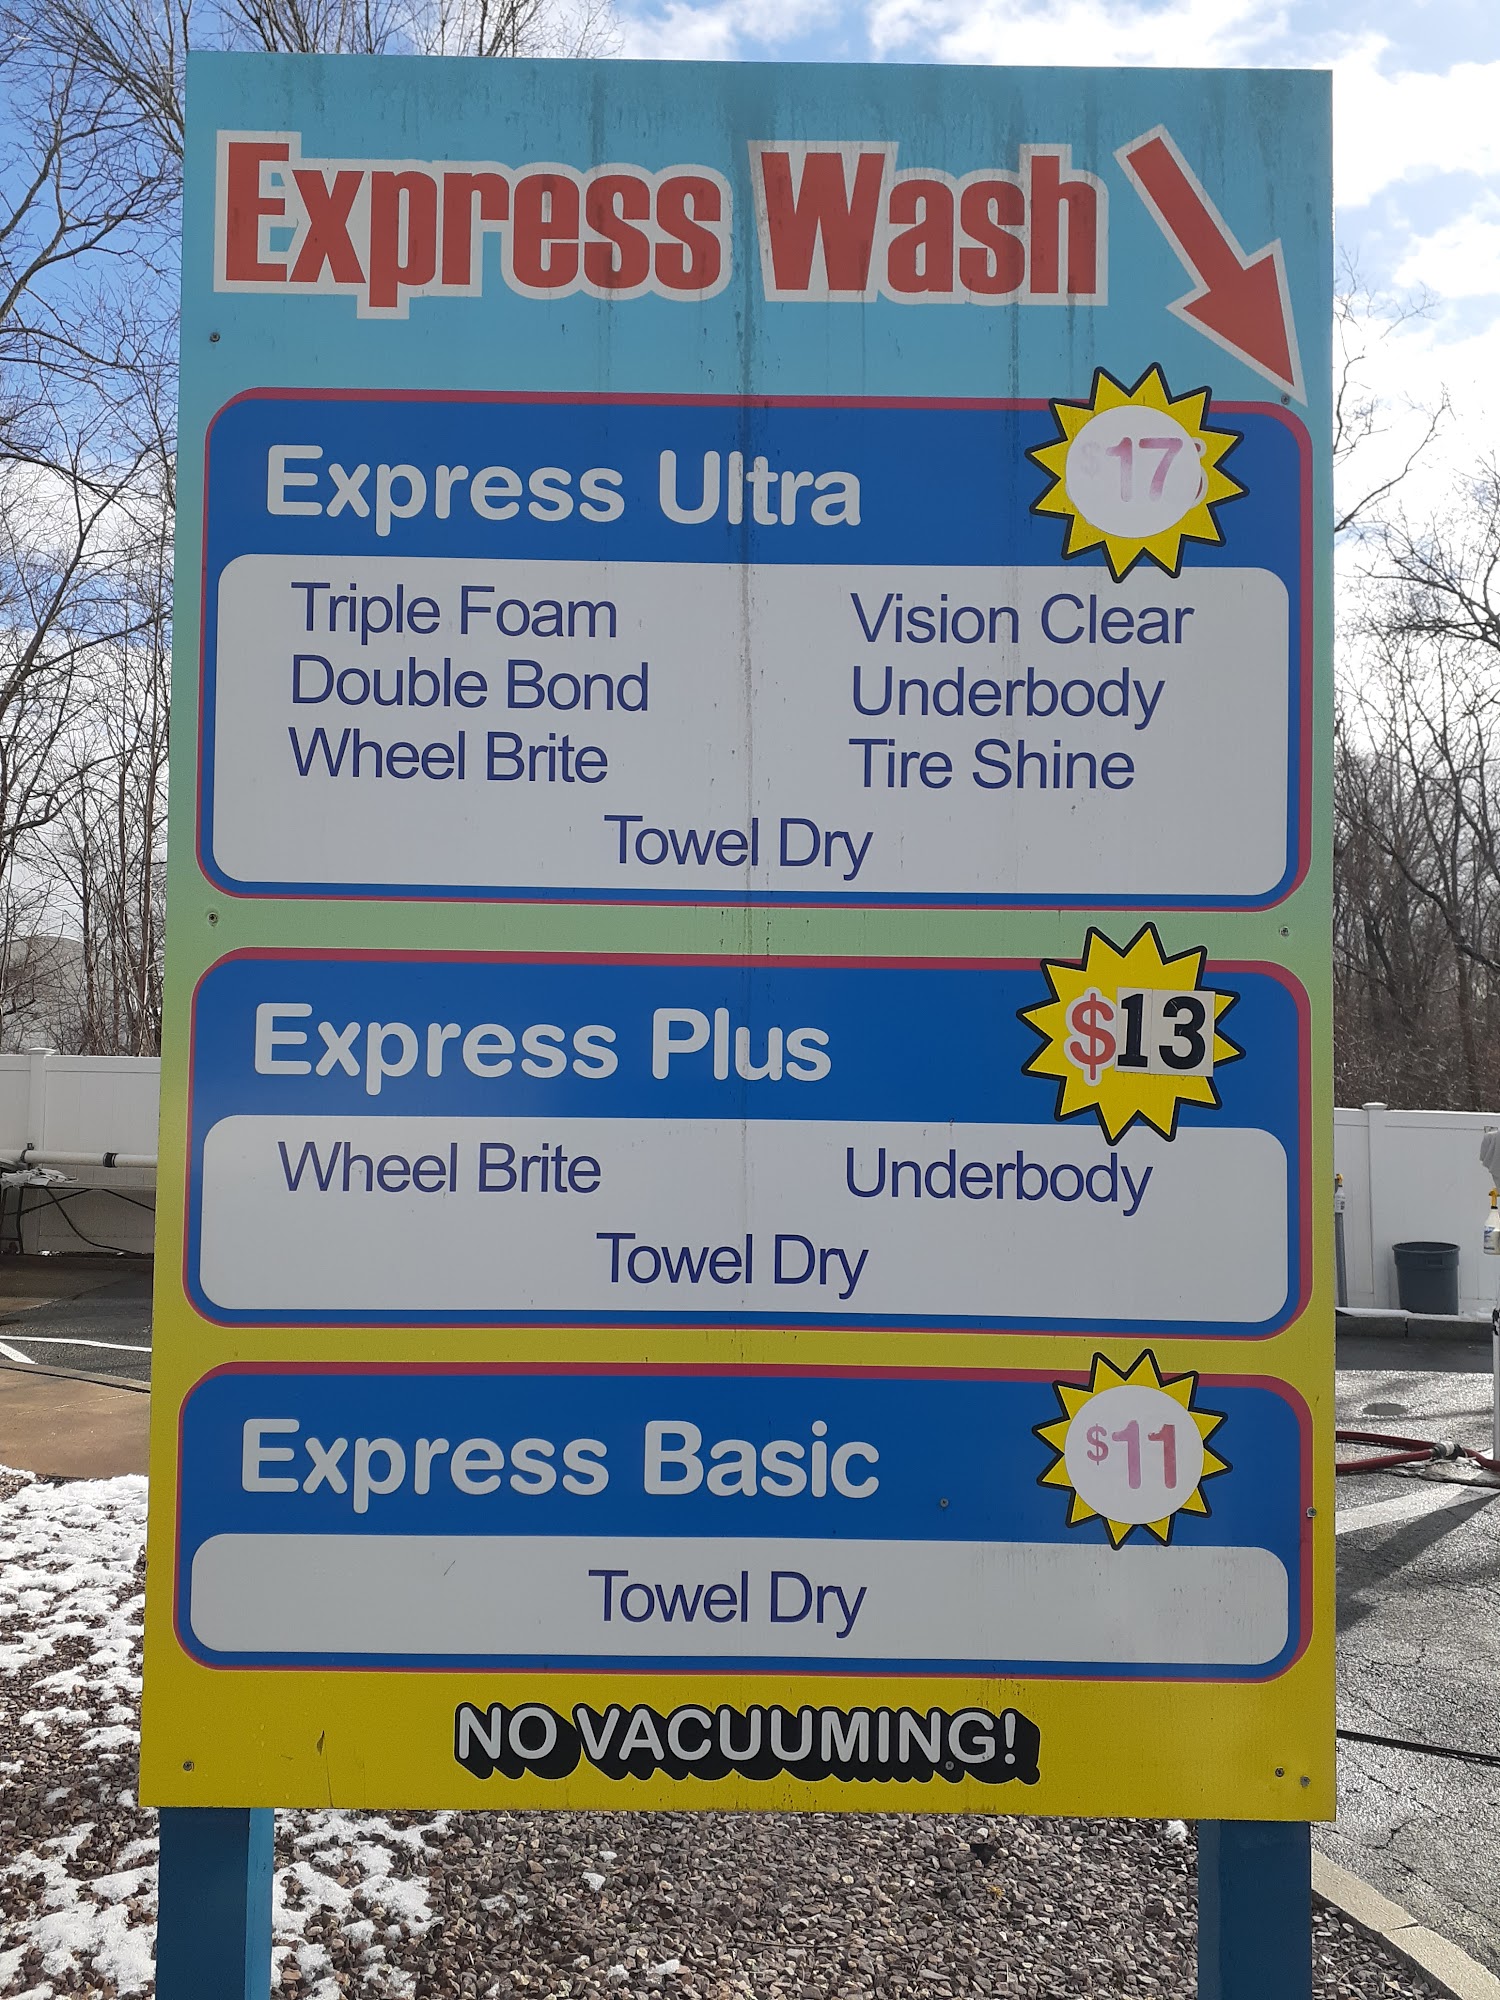 Express Wash
Express Ultra $17
Triple Foam Vision Clear
Double Bond Underbody
Wheel Brite Tire Shine
Towel Dry
Express Plus $13
Wheel Brite Underbody
Towel Dry
Express Basic $11
Towel Dry
NO VACUUMING!